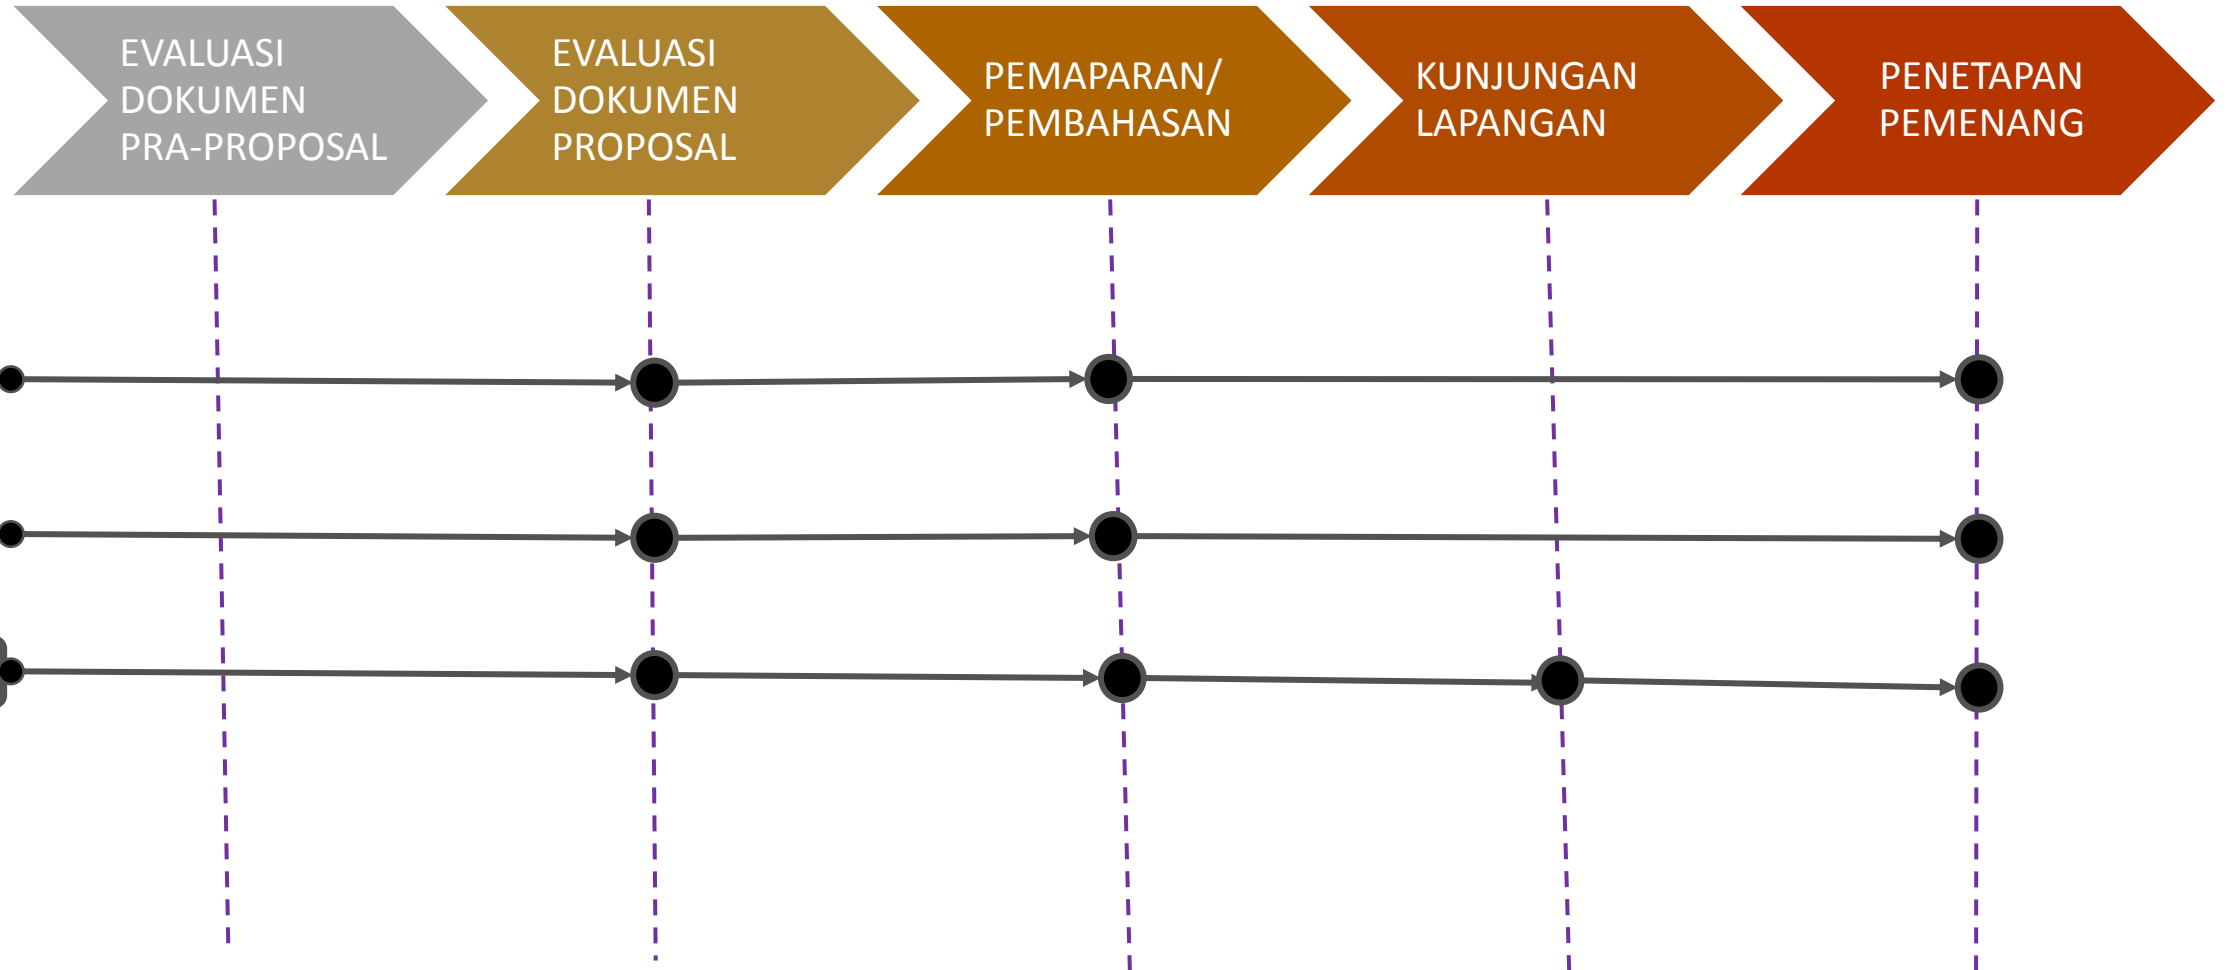 EVALUASI
DOKUMEN
PRA-PROPOSAL
EVALUASI
DOKUMEN
PROPOSAL
PEMAPARAN/
PEMBAHASAN
KUNJUNGAN
LAPANGAN
PENETAPAN
PEMENANG